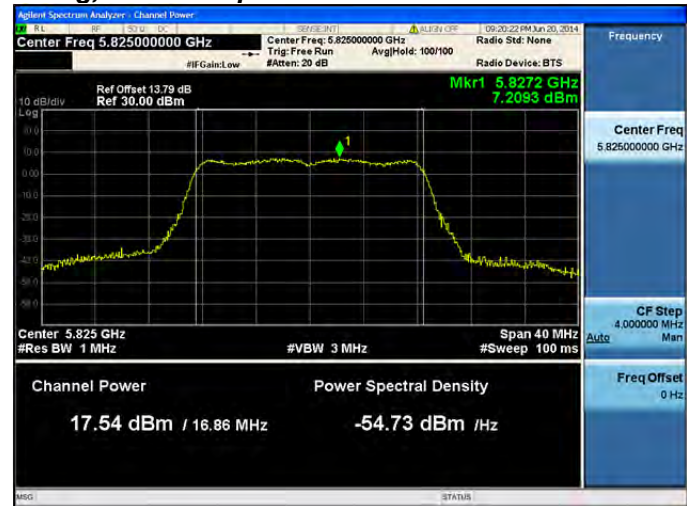 Agilent Spectrum Analyzer - Channel Power
RL RF 50 Ω DC SENSE:INT ALIGN OFF 09:20:22 PM Jun 20, 2014
Center Freq 5.825000000 GHz
Center Freq: 5.825000000 GHz
Radio Std: None
Trig: Free Run
Avg|Hold: 100/100
#IFGain:Low
#Atten: 20 dB
Radio Device: BTS
Frequency
Mkr1 5.8272 GHz
7.2093 dBm
Ref Offset 13.79 dB
10 dB/div
Ref 30.00 dBm
Log
0.00
-10.0
Center Freq
5.825000000 GHz
1
Center 5.825 GHz
Span 40 MHz
#Res BW 1 MHz
#VBW 3 MHz
#Sweep 100 ms
CF Step
4.000000 MHz
Auto Man
Channel Power
Power Spectral Density
17.54 dBm / 16.86 MHz
-54.73 dBm /Hz
Freq Offset
0 Hz
MSG
STATUS